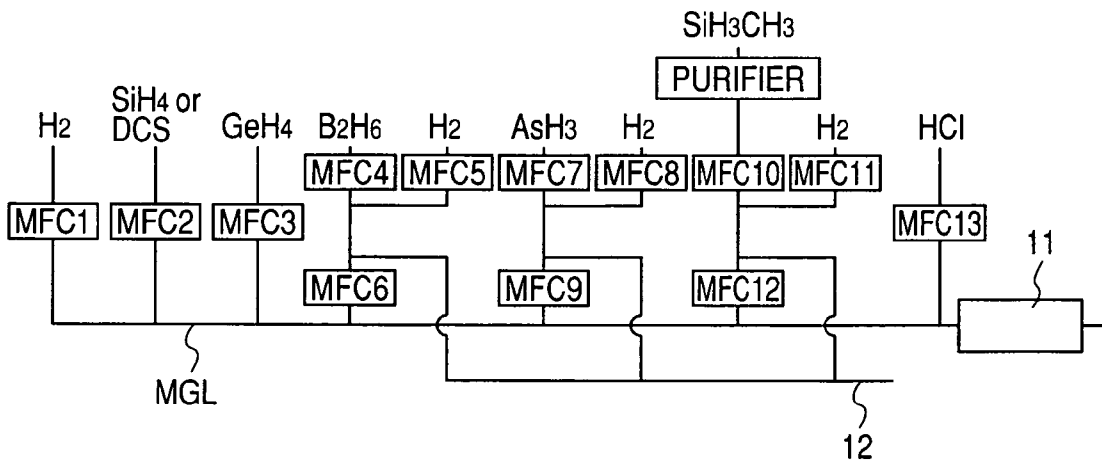 SiH3CH3
PURIFIER
H2
SiH4 or
DCS
GeH4
B2H6
H2
AsH3
H2
H2
HCl
MFC4
MFC5
MFC7
MFC8
MFC10
MFC11
MFC1
MFC2
MFC3
MFC13
11
MFC6
MFC9
MFC12
MGL
12